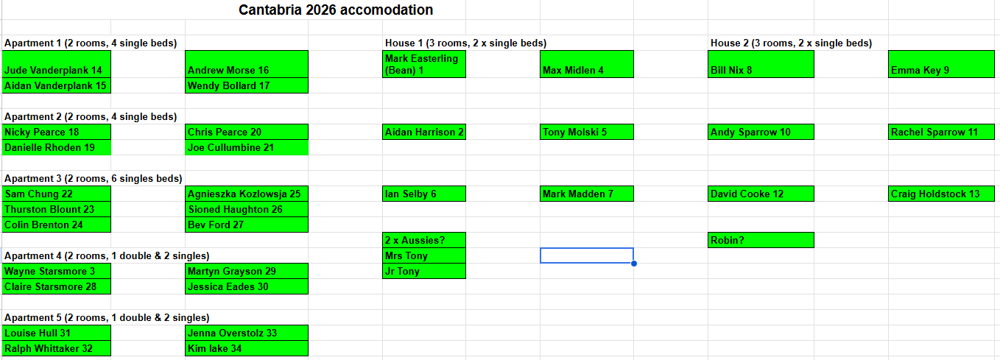 Cantabria 2026 accomodation
Apartment 1 (2 rooms, 4 single beds)
House 1 (3 rooms, 2 x single beds)
House 2 (3 rooms, 2 x single beds)
Jude Vanderplank 14
Andrew Morse 16
Mark Easterling
(Bean) 1
Max Midlen 4
Bill Nix 8
Emma Key 9
Aidan Vanderplank 15
Wendy Bollard 17
Apartment 2 (2 rooms, 4 single beds)
Nicky Pearce 18
Chris Pearce 20
Aidan Harrison 2
Tony Molski 5
Andy Sparrow 10
Rachel Sparrow 11
Danielle Rhoden 19
Joe Cullumbine 21
Apartment 3 (2 rooms, 6 singles beds)
Sam Chung 22
Agnieszka Kozlowsja 25
Ian Selby 6
Mark Madden 7
David Cooke 12
Craig Holdstock 13
Thurston Blount 23
Sioned Haughton 26
Colin Brenton 24
Bev Ford 27
2 x Aussies?
Robin?
Apartment 4 (2 rooms, 1 double & 2 singles)
Mrs Tony
Wayne Starsmore 3
Martyn Grayson 29
Jr Tony
Claire Starsmore 28
Jessica Eades 30
Apartment 5 (2 rooms, 1 double & 2 singles)
Louise Hull 31
Jenna Overstolz 33
Ralph Whittaker 32
Kim lake 34